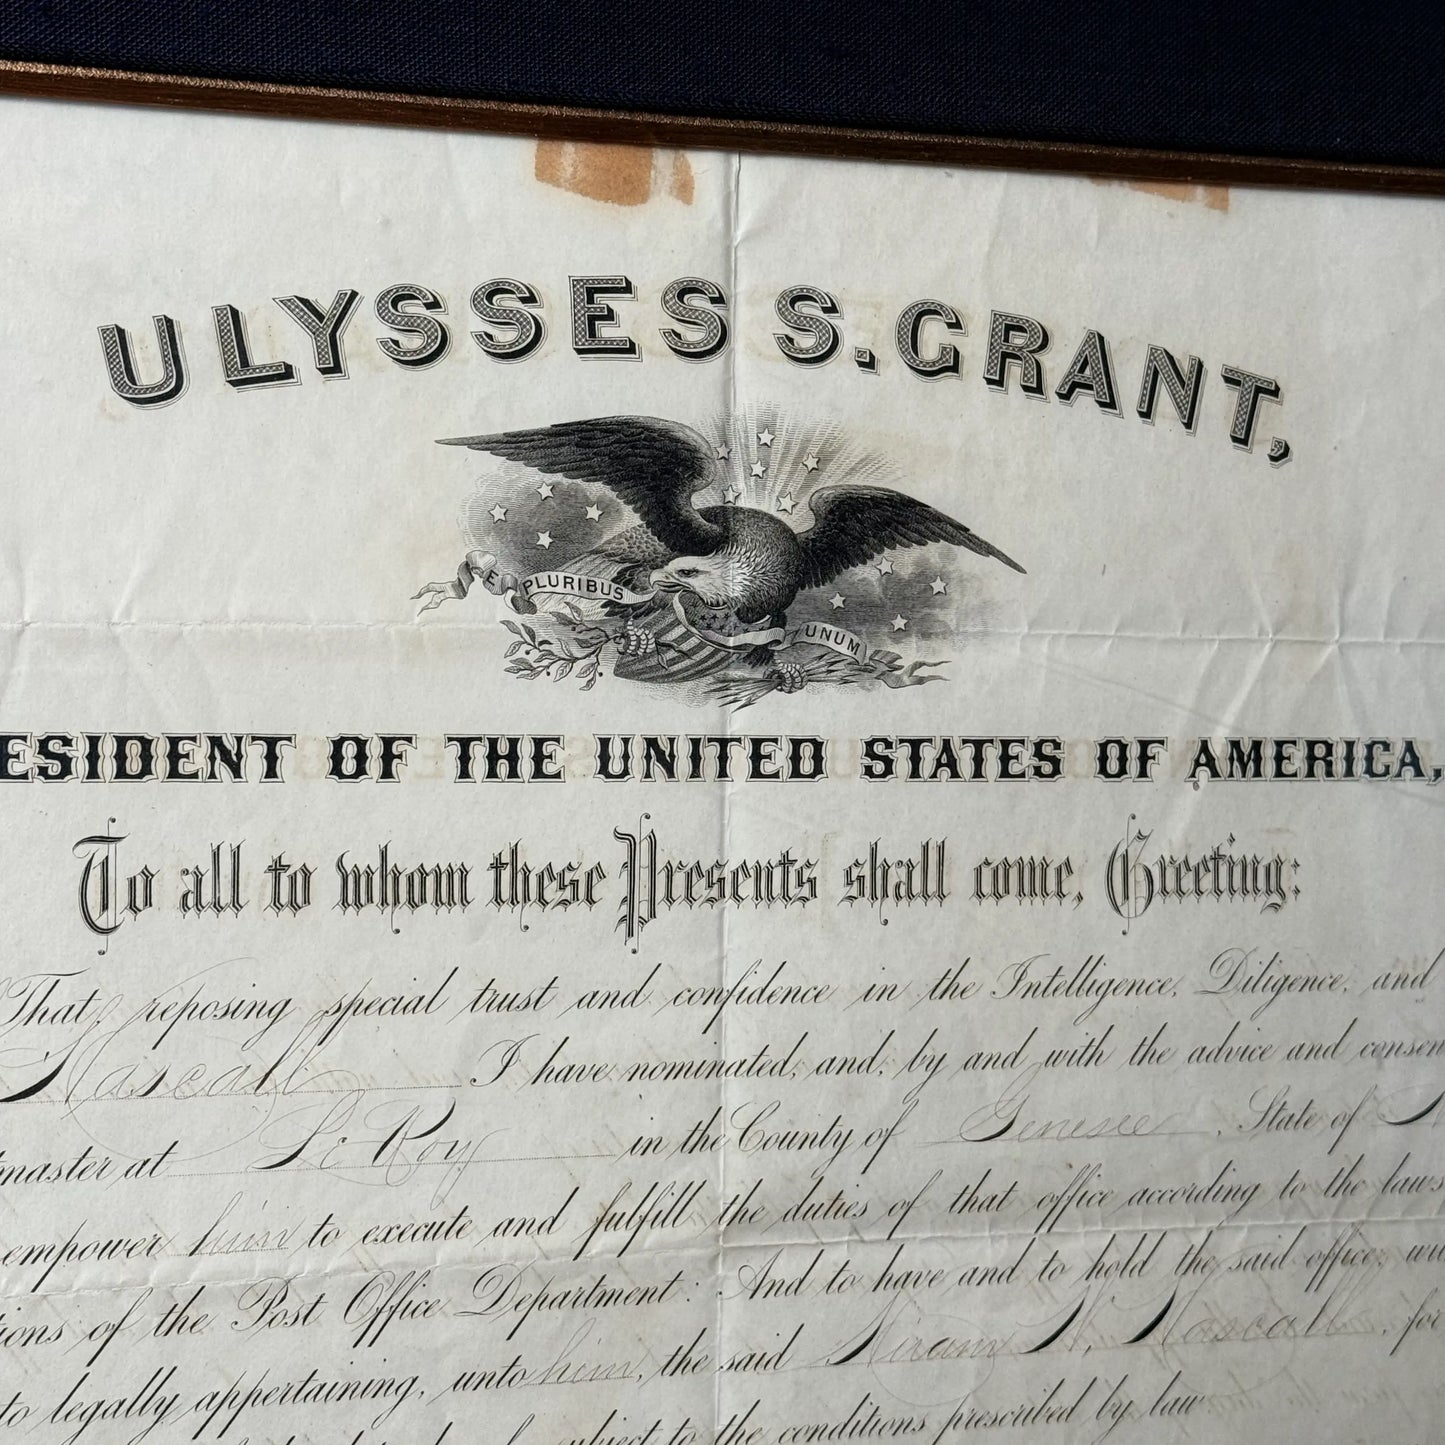 ULYSSES S. GRANT,
E PLURIBUS UNUM
ESIDENT OF THE UNITED STATES OF AMERICA,
To all to whom these Presents shall come, Greeting:
That, reposing special trust and confidence in the Intelligence, Diligence, and
Mascall I have nominated, and, by and with the advice and consen
master at Le Roy in the County of Genesee, State of N
empower him to execute and fulfill the duties of that office according to the laws
ions of the Post Office Department: And to have and to hold the said office, wi
to legally appertaining, unto him, the said Hiram H. Mascall, for
subject to the conditions prescribed by law